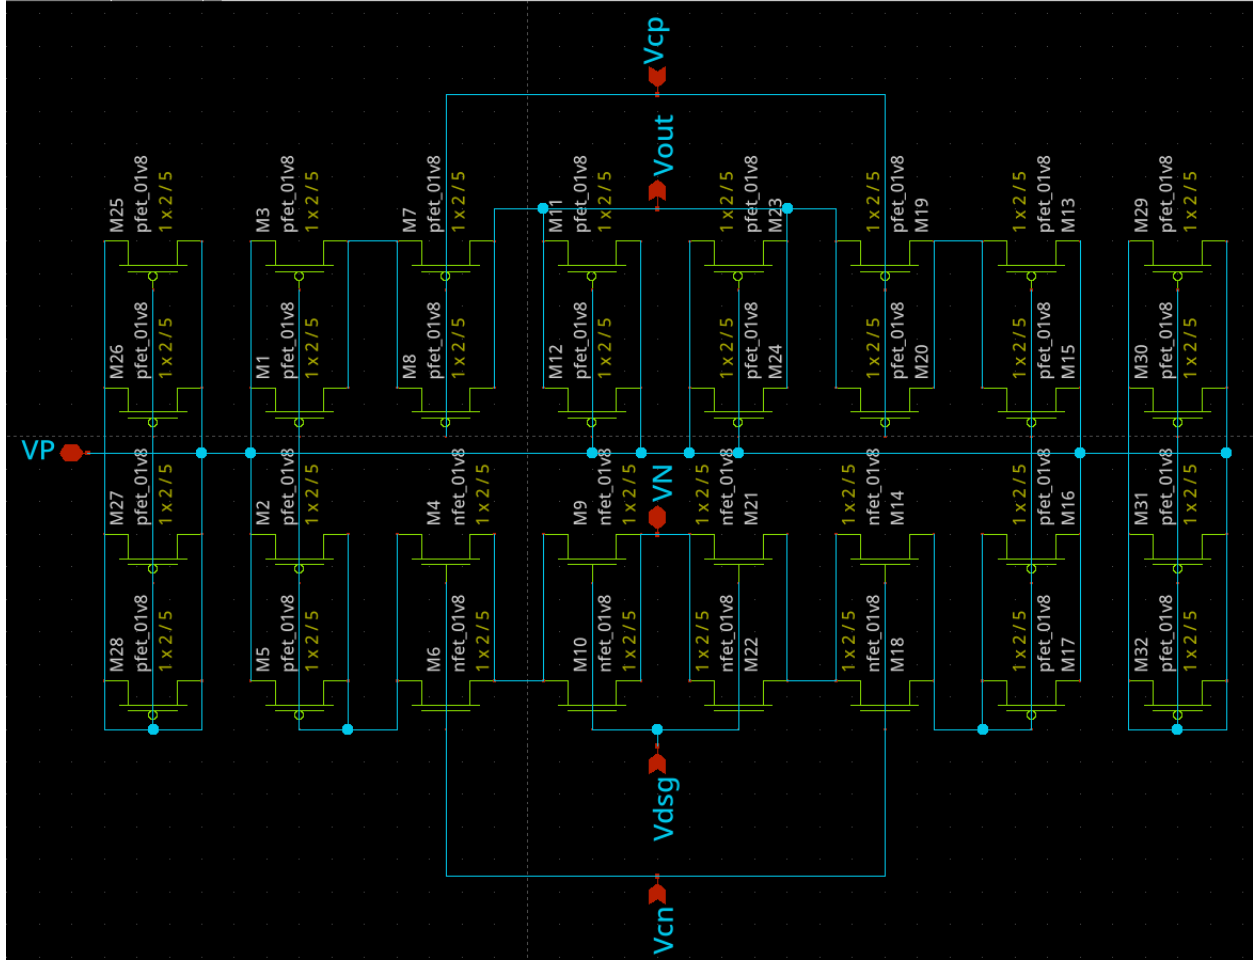 Vcp
Vout
M25
pfet_01v8
1 x 2 / 5
M3
pfet_01v8
1 x 2 / 5
M7
pfet_01v8
1 x 2 / 5
M11
pfet_01v8
1 x 2 / 5
1 x 2 / 5
pfet_01v8
M23
1 x 2 / 5
pfet_01v8
M19
1 x 2 / 5
pfet_01v8
M13
M29
pfet_01v8
1 x 2 / 5
M26
pfet_01v8
1 x 2 / 5
M1
pfet_01v8
1 x 2 / 5
M8
pfet_01v8
1 x 2 / 5
M12
pfet_01v8
1 x 2 / 5
1 x 2 / 5
pfet_01v8
M24
1 x 2 / 5
pfet_01v8
M20
1 x 2 / 5
pfet_01v8
M15
M30
pfet_01v8
1 x 2 / 5
VP
VN
M27
pfet_01v8
1 x 2 / 5
M2
pfet_01v8
1 x 2 / 5
M4
nfet_01v8
1 x 2 / 5
M9
nfet_01v8
1 x 2 / 5
1 x 2 / 5
nfet_01v8
M21
1 x 2 / 5
nfet_01v8
M14
1 x 2 / 5
pfet_01v8
M16
M31
pfet_01v8
1 x 2 / 5
M28
pfet_01v8
1 x 2 / 5
M5
pfet_01v8
1 x 2 / 5
M6
nfet_01v8
1 x 2 / 5
M10
nfet_01v8
1 x 2 / 5
1 x 2 / 5
nfet_01v8
M22
1 x 2 / 5
nfet_01v8
M18
1 x 2 / 5
pfet_01v8
M17
M32
pfet_01v8
1 x 2 / 5
Vdsg
Vcn